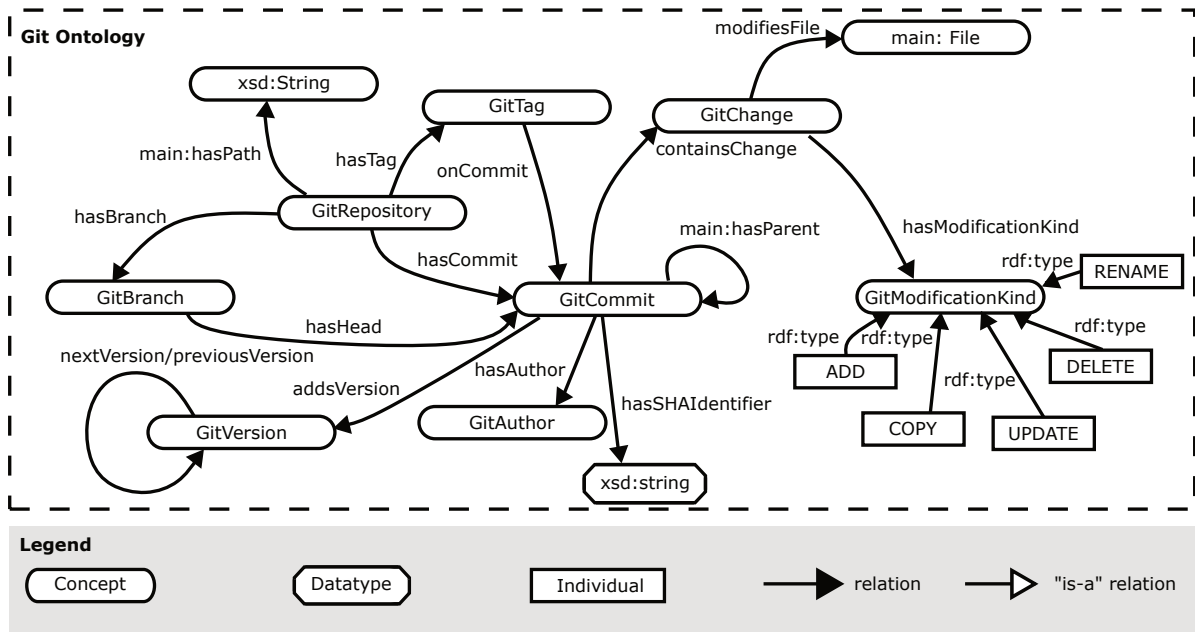 Git Ontology
modifiesFile
main: File
xsd:String
GitTag
GitChange
main:hasPath
hasTag
onCommit
containsChange
GitRepository
hasBranch
main:hasParent
hasModificationKind
hasCommit
rdf:type
RENAME
GitBranch
GitCommit
GitModificationKind
hasHead
rdf:type
rdf:type
rdf:type
nextVersion/previousVersion
addsVersion
hasAuthor
ADD
rdf:type
DELETE
hasSHAIdentifier
GitVersion
GitAuthor
COPY
UPDATE
xsd:string
Legend
Concept
Datatype
Individual
relation
"is-a" relation